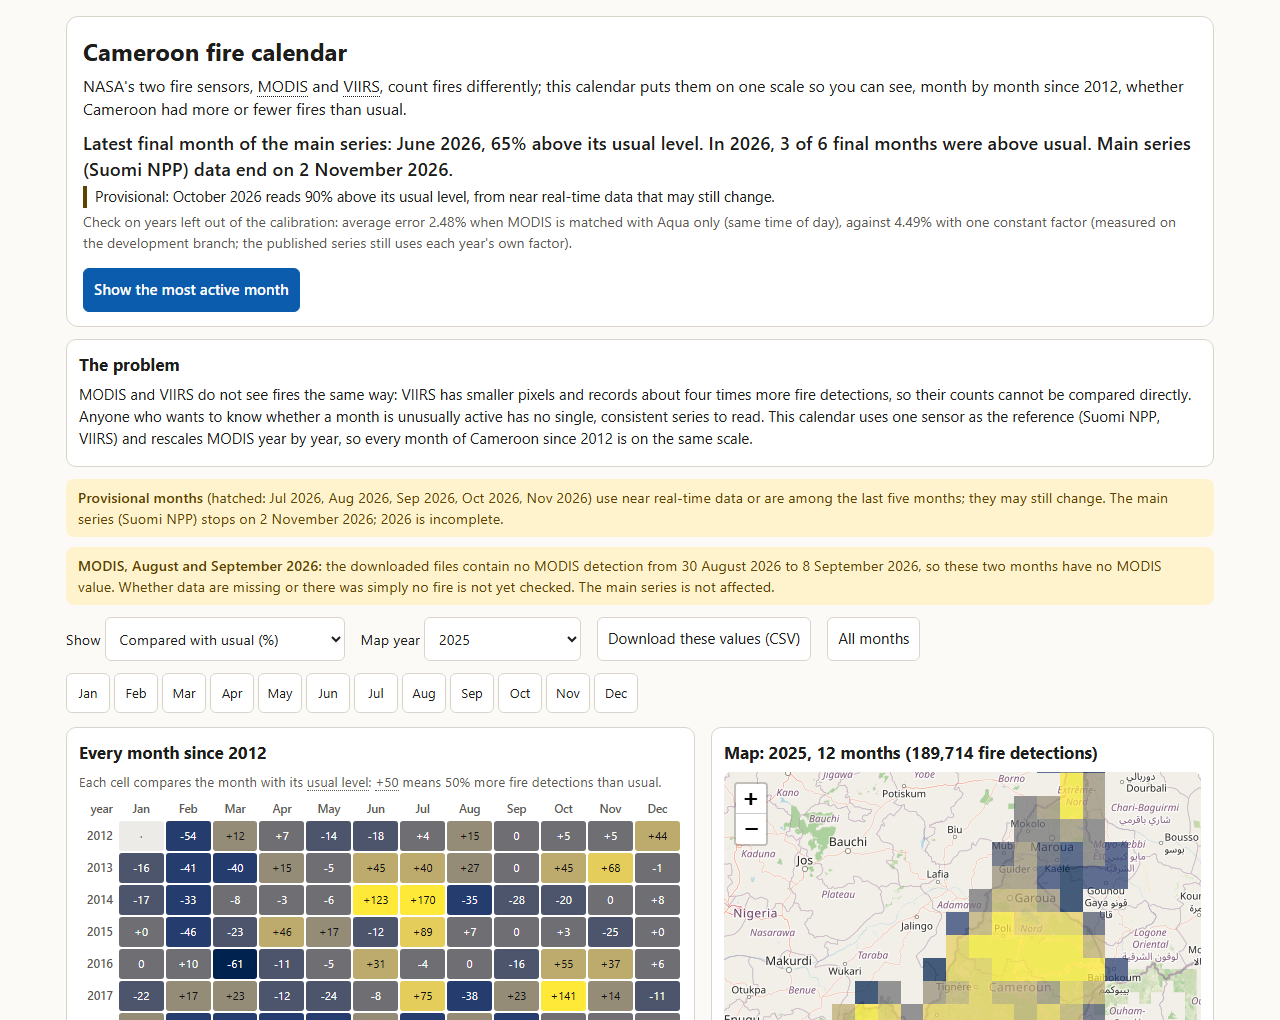 Cameroon fire calendar
NASA's two fire sensors, MODIS and VIIRS, count fires differently; this calendar puts them on one scale so you can see, month by month since 2012, whether
Cameroon had more or fewer fires than usual.
Latest final month of the main series: June 2026, 65% above its usual level. In 2026, 3 of 6 final months were above usual. Main series
(Suomi NPP) data end on 2 November 2026.
Provisional: October 2026 reads 90% above its usual level, from near real-time data that may still change.
Check on years left out of the calibration: average error 2.48% when MODIS is matched with Aqua only (same time of day), against 4.49% with one constant factor (measured on
the development branch; the published series still uses each year's own factor).
Show the most active month
The problem
MODIS and VIIRS do not see fires the same way: VIIRS has smaller pixels and records about four times more fire detections, so their counts cannot be compared directly.
Anyone who wants to know whether a month is unusually active has no single, consistent series to read. This calendar uses one sensor as the reference (Suomi NPP,
VIIRS) and rescales MODIS year by year, so every month of Cameroon since 2012 is on the same scale.
Provisional months (hatched: Jul 2026, Aug 2026, Sep 2026, Oct 2026, Nov 2026) use near real-time data or are among the last five months; they may still change. The main
series (Suomi NPP) stops on 2 November 2026; 2026 is incomplete.
MODIS, August and September 2026: the downloaded files contain no MODIS detection from 30 August 2026 to 8 September 2026, so these two months have no MODIS
value. Whether data are missing or there was simply no fire is not yet checked. The main series is not affected.
Show Compared with usual (%) Map year 2025 Download these values (CSV) All months
Jan Feb Mar Apr May Jun Jul Aug Sep Oct Nov Dec
Every month since 2012
Each cell compares the month with its usual level: +50 means 50% more fire detections than usual.
year Jan Feb Mar Apr May Jun Jul Aug Sep Oct Nov Dec
2012 · -54 +12 +7 -14 -18 +4 +15 0 +5 +5 +44
2013 -16 -41 -40 +15 -5 +45 +40 +27 0 +45 +68 -1
2014 -17 -33 -8 -3 -6 +123 +170 -35 -28 -20 0 +8
2015 +0 -46 -23 +46 +17 -12 +89 +7 0 +3 -25 +0
2016 0 +10 -61 -11 -5 +31 -4 0 -16 +55 +37 +6
2017 -22 +17 +23 -12 -24 -8 +75 -38 +23 +141 +14 -11
Map: 2025, 12 months (189,714 fire detections)
+
−
Jigawa
Yobe
Borno
Kano
Potiskum
Extrême-
Nord
دوربالي
Dourbali
Chari-Baguirmi
شاري باقرمي
Bauchi
Bauchi
Biu
Mokolo
Kaduna
Jos
Mub
Maroua
Mayo-Kebbi
Bousso
بوسو
Lafia
Guider
Kaélé
Plateau
Garoua
Gounou
Gaya
Nigeria
Adamawa
Jalingo
Nasarawa
Poli
Nord
Logone
Oriental
لوقون الشرقية
Makurdi
Taraba
Wukari
Baïbokoum
Otukpa
Benue
Tignère
Cameroun
Ouham-
Enugu